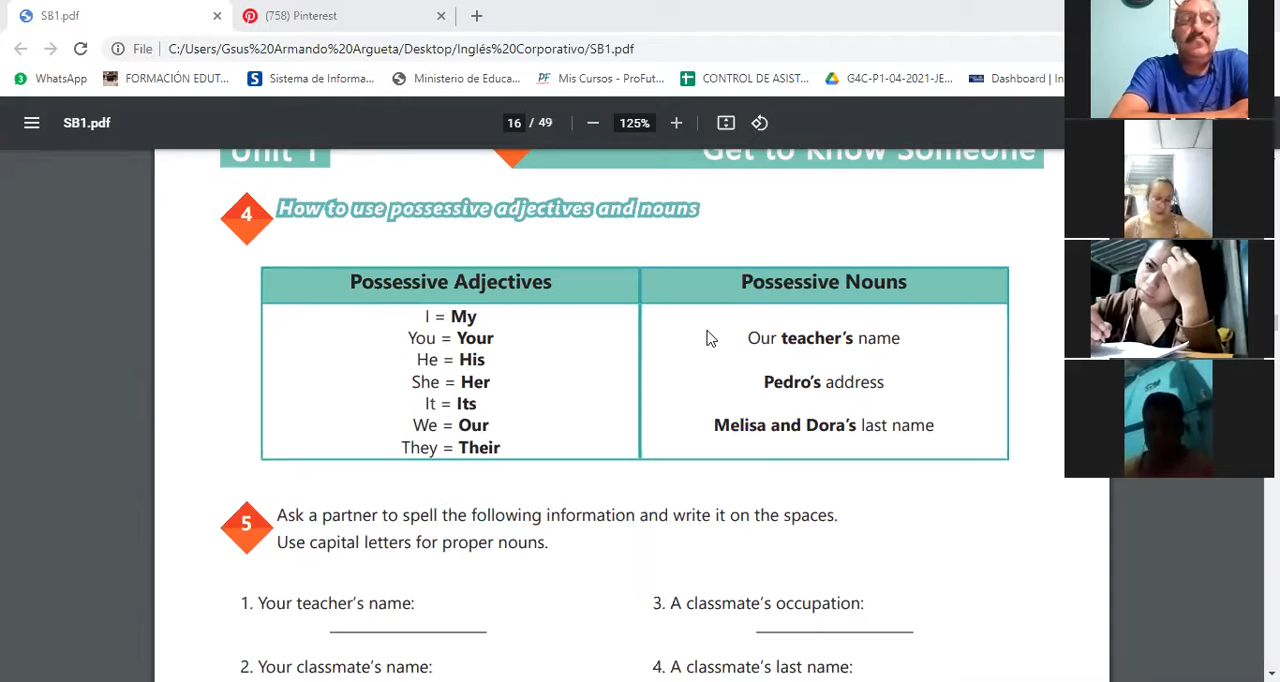 SB1.pdf
(758) Pinterest
File
C:/Users/Gsus%20Armando%20Argueta/Desktop/Inglés%20Corporativo/SB1.pdf
WhatsApp
FORMACIÓN EDUT...
Sistema de Informa...
Ministerio de Educa...
Mis Cursos - ProFut...
CONTROL DE ASIST...
G4C-P1-04-2021-JE...
Dashboard | In
SB1.pdf
16 / 49
125%
Unit 1
Get to Know Someone
4
How to use possessive adjectives and nouns
Possessive Adjectives
I = My
You = Your
He = His
She = Her
It = Its
We = Our
They = Their
Possessive Nouns
Our teacher's name
Pedro's address
Melisa and Dora's last name
5
Ask a partner to spell the following information and write it on the spaces.
Use capital letters for proper nouns.
1. Your teacher's name:
3. A classmate's occupation:
2. Your classmate's name:
4. A classmate's last name: